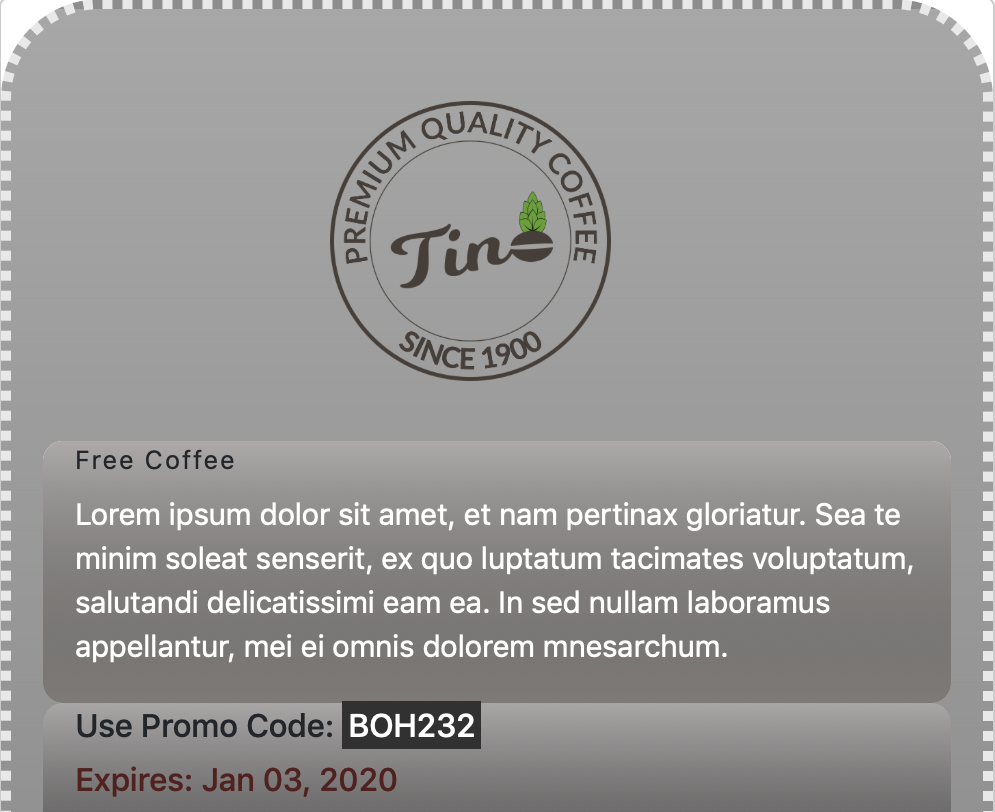 PREMIUM QUALITY COFFEE
Tino
SINCE 1900
Free Coffee
Lorem ipsum dolor sit amet, et nam pertinax gloriatur. Sea te
minim soleat senserit, ex quo luptatum tacimates voluptatum,
salutandi delicatissimi eam ea. In sed nullam laboramus
appellantur, mei ei omnis dolorem mnesarchum.
Use Promo Code: BOH232
Expires: Jan 03, 2020